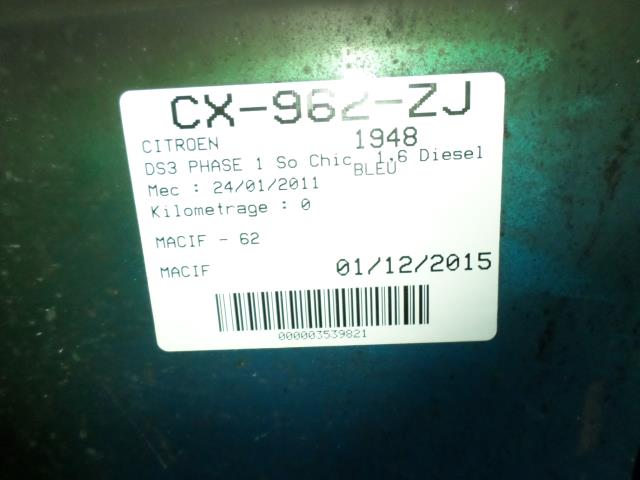 CX-962-ZJ
CITROEN 1948
DS3 PHASE 1 So Chic 1.6 Diesel
BLEU
Mec : 24/01/2011
Kilometrage : 0
MACIF - 62
MACIF 01/12/2015
000003539821